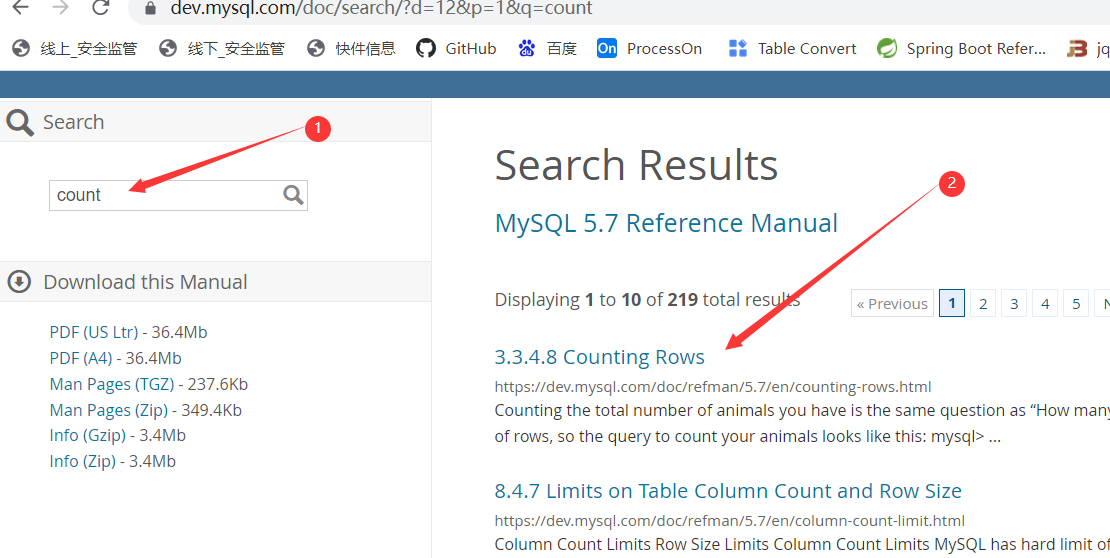 dev.mysql.com/doc/search/?d=12&p=1&q=count
线上_安全监管 线下_安全监管 快件信息 GitHub 百度 On ProcessOn Table Convert Spring Boot Refer... jq
Search
1
count
Download this Manual
PDF (US Ltr) - 36.4Mb
PDF (A4) - 36.4Mb
Man Pages (TGZ) - 237.6Kb
Man Pages (Zip) - 349.4Kb
Info (Gzip) - 3.4Mb
Info (Zip) - 3.4Mb
Search Results
2
MySQL 5.7 Reference Manual
Displaying 1 to 10 of 219 total results « Previous 1 2 3 4 5 N
3.3.4.8 Counting Rows
https://dev.mysql.com/doc/refman/5.7/en/counting-rows.html
Counting the total number of animals you have is the same question as “How many
of rows, so the query to count your animals looks like this: mysql> ...
8.4.7 Limits on Table Column Count and Row Size
https://dev.mysql.com/doc/refman/5.7/en/column-count-limit.html
Column Count Limits Row Size Limits Column Count Limits MySQL has hard limit of